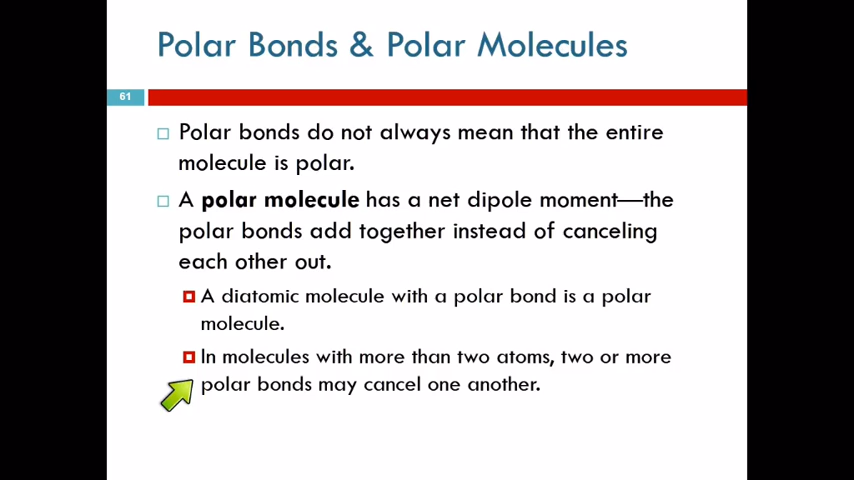 Polar Bonds & Polar Molecules
61
Polar bonds do not always mean that the entire
molecule is polar.
A polar molecule has a net dipole moment—the
polar bonds add together instead of canceling
each other out.
A diatomic molecule with a polar bond is a polar
molecule.
In molecules with more than two atoms, two or more
polar bonds may cancel one another.